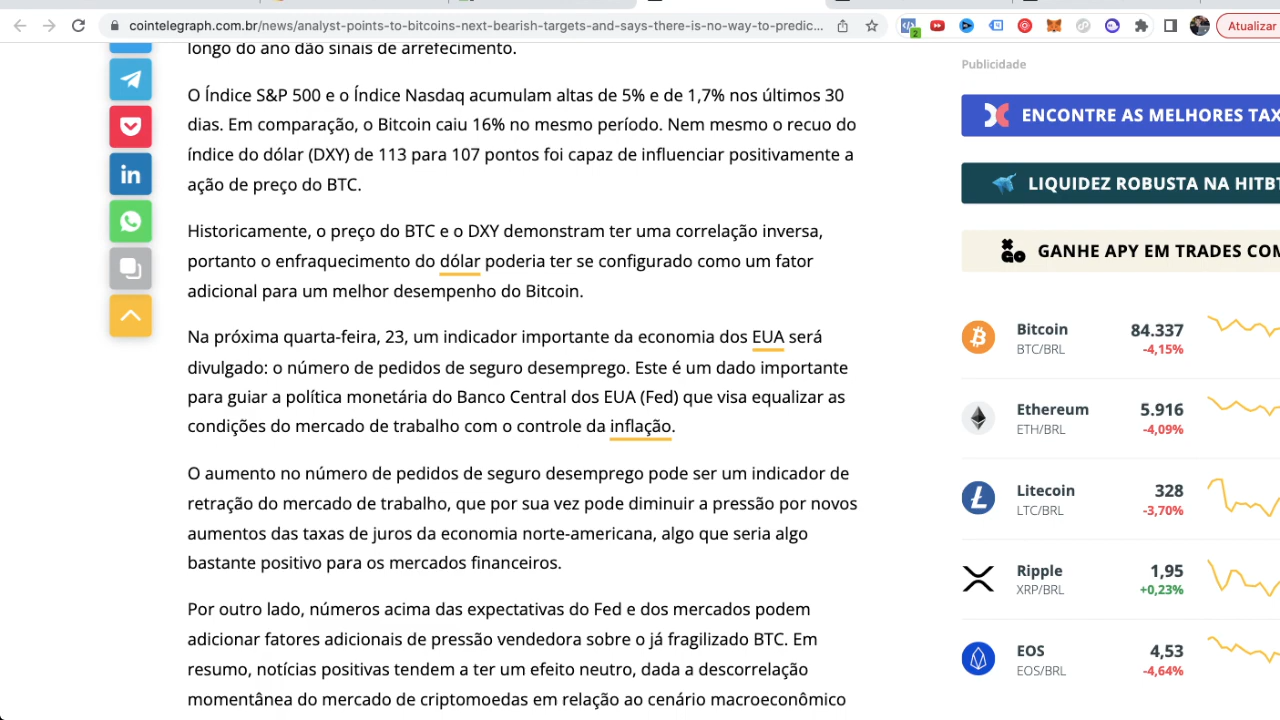 cointelegraph.com.br/news/analyst-points-to-bitcoins-next-bearish-targets-and-says-there-is-no-way-to-predic...
2
Atualizar
longo do ano dão sinais de arrefecimento.
O Índice S&P 500 e o Índice Nasdaq acumulam altas de 5% e de 1,7% nos últimos 30
dias. Em comparação, o Bitcoin caiu 16% no mesmo período. Nem mesmo o recuo do
índice do dólar (DXY) de 113 para 107 pontos foi capaz de influenciar positivamente a
ação de preço do BTC.
Historicamente, o preço do BTC e o DXY demonstram ter uma correlação inversa,
portanto o enfraquecimento do dólar poderia ter se configurado como um fator
adicional para um melhor desempenho do Bitcoin.
Na próxima quarta-feira, 23, um indicador importante da economia dos EUA será
divulgado: o número de pedidos de seguro desemprego. Este é um dado importante
para guiar a política monetária do Banco Central dos EUA (Fed) que visa equalizar as
condições do mercado de trabalho com o controle da inflação.
O aumento no número de pedidos de seguro desemprego pode ser um indicador de
retração do mercado de trabalho, que por sua vez pode diminuir a pressão por novos
aumentos das taxas de juros da economia norte-americana, algo que seria algo
bastante positivo para os mercados financeiros.
Por outro lado, números acima das expectativas do Fed e dos mercados podem
adicionar fatores adicionais de pressão vendedora sobre o já fragilizado BTC. Em
resumo, notícias positivas tendem a ter um efeito neutro, dada a descorrelação
momentânea do mercado de criptomoedas em relação ao cenário macroeconômico
Publicidade
ENCONTRE AS MELHORES TAX
LIQUIDEZ ROBUSTA NA HITBT
GANHE APY EM TRADES COM
Bitcoin 84.337
BTC/BRL -4,15%
Ethereum 5.916
ETH/BRL -4,09%
Litecoin 328
LTC/BRL -3,70%
Ripple 1,95
XRP/BRL +0,23%
EOS 4,53
EOS/BRL -4,64%